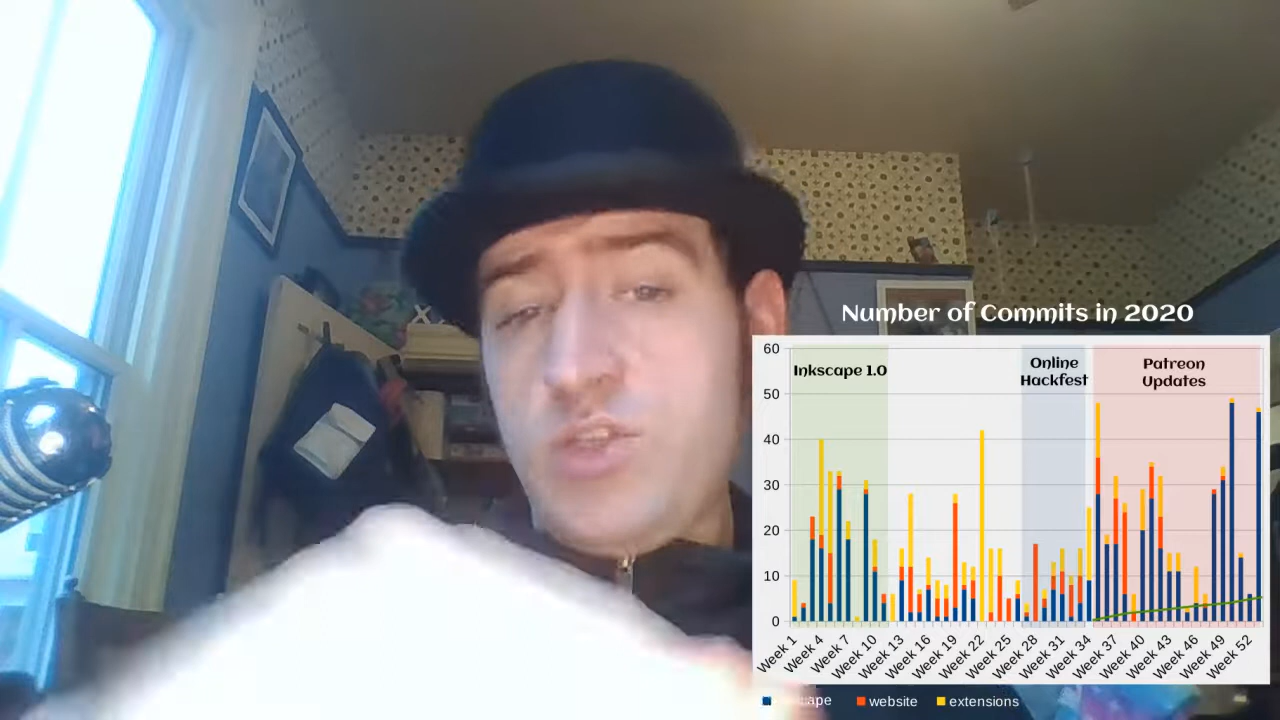 Number of Commits in 2020
60
50
40
30
20
10
0
Inkscape 1.0
Online
Hackfest
Patreon
Updates
Week 1
Week 4
Week 7
Week 10
Week 13
Week 16
Week 19
Week 22
Week 25
Week 28
Week 31
Week 34
Week 37
Week 40
Week 43
Week 46
Week 49
Week 52
website
extensions